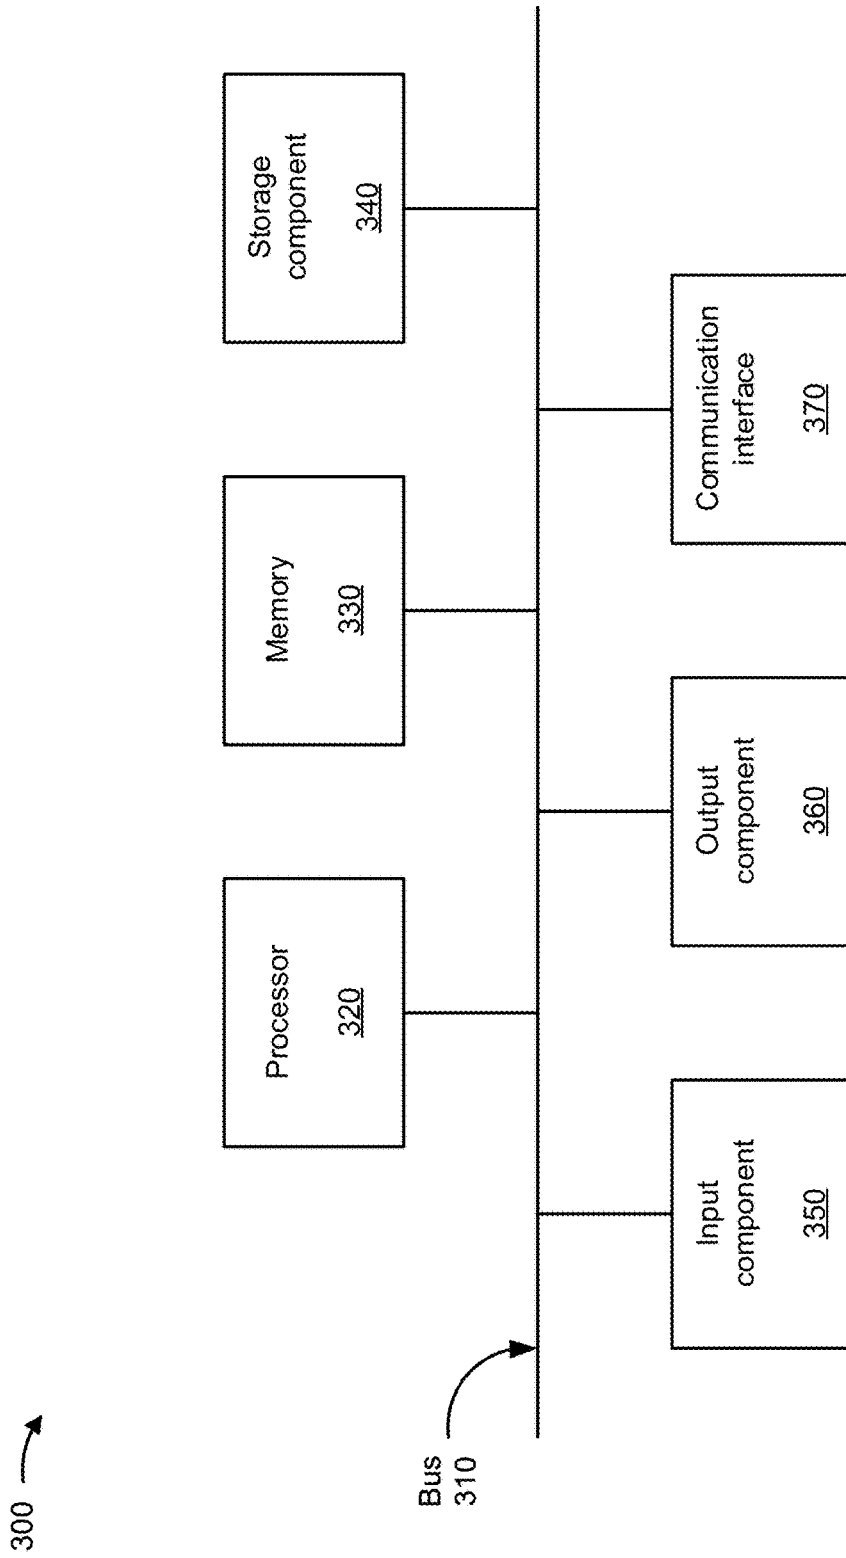 300
Processor
320
Memory
330
Storage
component
340
Bus
310
Input
component
350
Output
component
360
Communication
interface
370